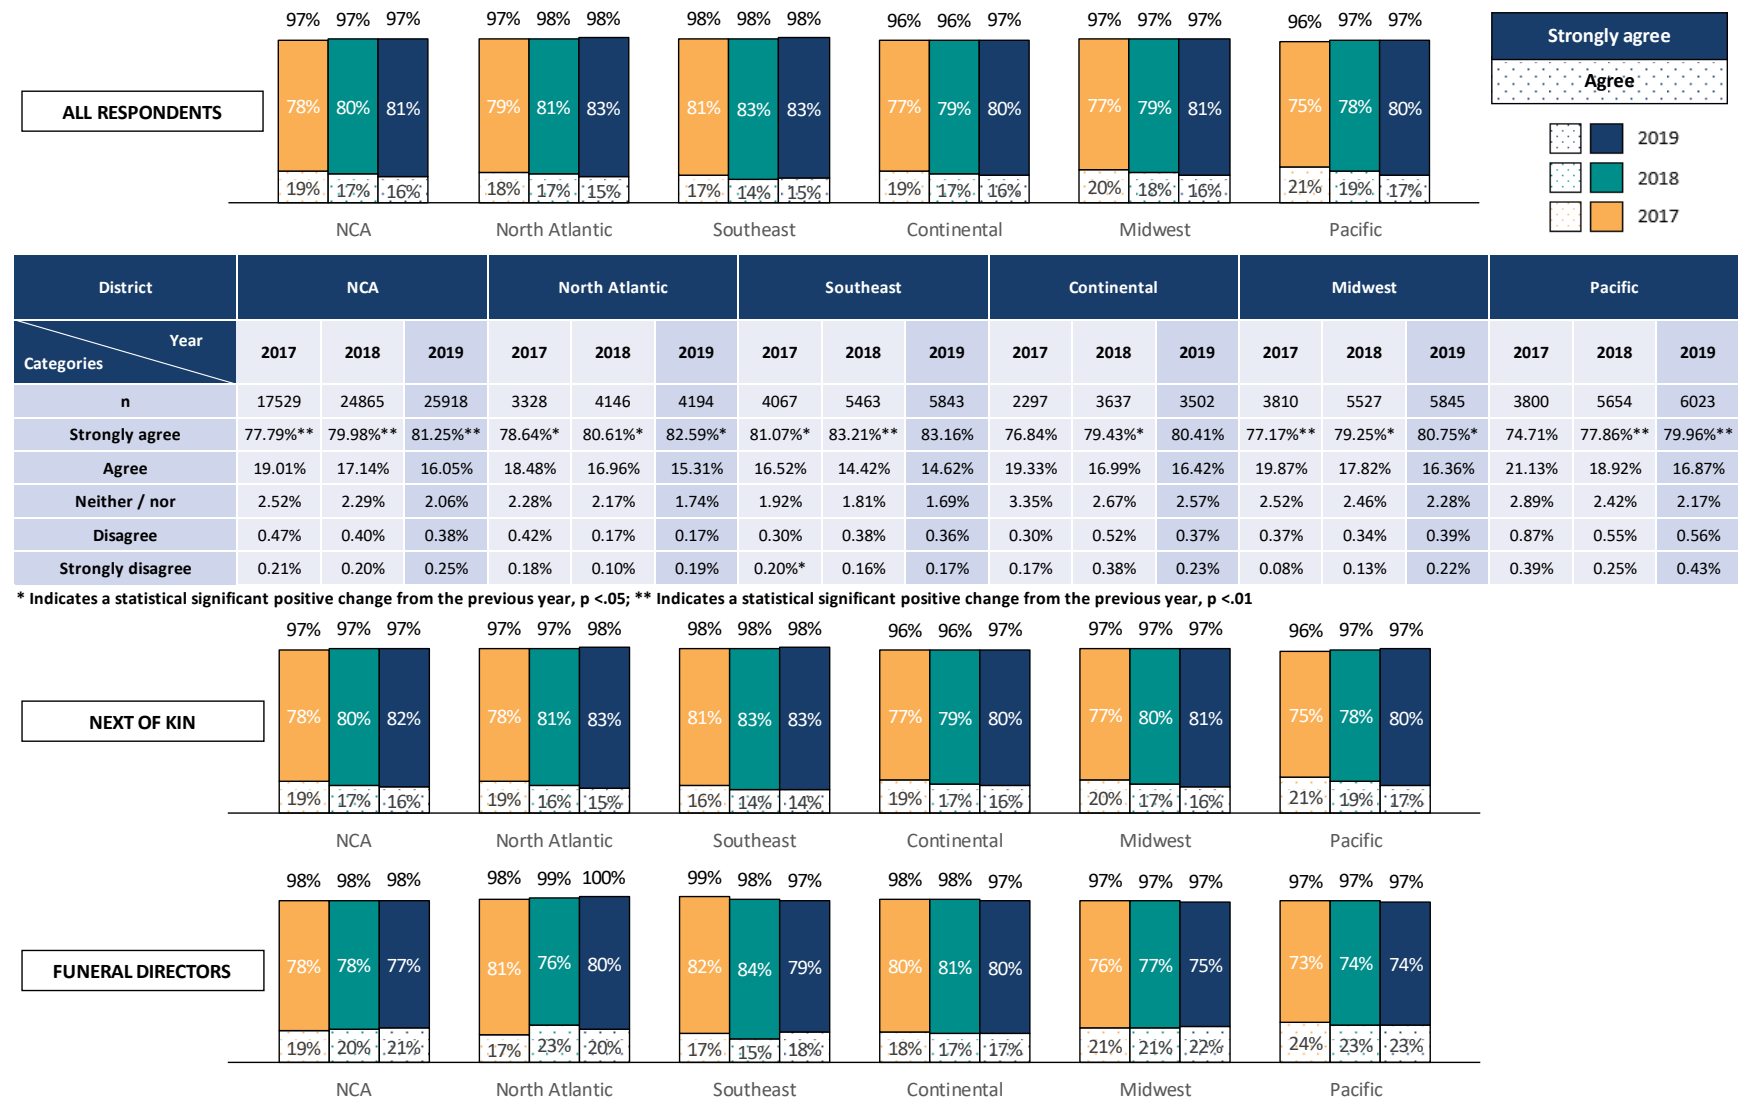 97% 97% 97% 97% 98% 98% 98% 98% 98% 96% 96% 97% 97% 97% 97% 96% 97% 97%
Strongly agree
Agree
ALL RESPONDENTS
78% 80% 81% 79% 81% 83% 81% 83% 83% 77% 79% 80% 77% 79% 81% 75% 78% 80%
2019
2018
2017
19% 17% 16% 18% 17% 15% 17% 14% 15% 19% 17% 16% 20% 18% 16% 21% 19% 17%
NCA North Atlantic Southeast Continental Midwest Pacific
District NCA North Atlantic Southeast Continental Midwest Pacific
Year
Categories
2017 2018 2019 2017 2018 2019 2017 2018 2019 2017 2018 2019 2017 2018 2019 2017 2018 2019
n 17529 24865 25918 3328 4146 4194 4067 5463 5843 2297 3637 3502 3810 5527 5845 3800 5654 6023
Strongly agree 77.79%** 79.98%** 81.25%** 78.64%* 80.61%* 82.59%* 81.07%* 83.21%** 83.16% 76.84% 79.43%* 80.41% 77.17%** 79.25%* 80.75%* 74.71% 77.86%** 79.96%**
Agree 19.01% 17.14% 16.05% 18.48% 16.96% 15.31% 16.52% 14.42% 14.62% 19.33% 16.99% 16.42% 19.87% 17.82% 16.36% 21.13% 18.92% 16.87%
Neither / nor 2.52% 2.29% 2.06% 2.28% 2.17% 1.74% 1.92% 1.81% 1.69% 3.35% 2.67% 2.57% 2.52% 2.46% 2.28% 2.89% 2.42% 2.17%
Disagree 0.47% 0.40% 0.38% 0.42% 0.17% 0.17% 0.30% 0.38% 0.36% 0.30% 0.52% 0.37% 0.37% 0.34% 0.39% 0.87% 0.55% 0.56%
Strongly disagree 0.21% 0.20% 0.25% 0.18% 0.10% 0.19% 0.20%* 0.16% 0.17% 0.17% 0.38% 0.23% 0.08% 0.13% 0.22% 0.39% 0.25% 0.43%
* Indicates a statistical significant positive change from the previous year, p <.05; ** Indicates a statistical significant positive change from the previous year, p <.01
97% 97% 97% 97% 97% 98% 98% 98% 98% 96% 96% 97% 97% 97% 97% 96% 97% 97%
NEXT OF KIN
78% 80% 82% 78% 81% 83% 81% 83% 83% 77% 79% 80% 77% 80% 81% 75% 78% 80%
19% 17% 16% 19% 16% 15% 16% 14% 14% 19% 17% 16% 20% 17% 16% 21% 19% 17%
NCA North Atlantic Southeast Continental Midwest Pacific
98% 98% 98% 98% 99% 100% 99% 98% 97% 98% 98% 97% 97% 97% 97% 97% 97% 97%
FUNERAL DIRECTORS
78% 78% 77% 81% 76% 80% 82% 84% 79% 80% 81% 80% 76% 77% 75% 73% 74% 74%
19% 20% 21% 17% 23% 20% 17% 15% 18% 18% 17% 17% 21% 21% 22% 24% 23% 23%
NCA North Atlantic Southeast Continental Midwest Pacific